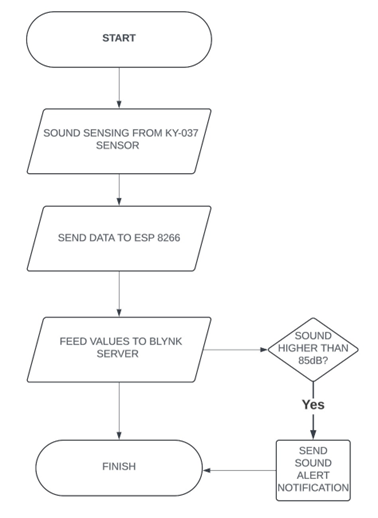 START
SOUND SENSING FROM KY-037
SENSOR
SEND DATA TO ESP 8266
FEED VALUES TO BLYNK
SERVER
SOUND
HIGHER THAN
85dB?
Yes
SEND
SOUND
ALERT
NOTIFICATION
FINISH